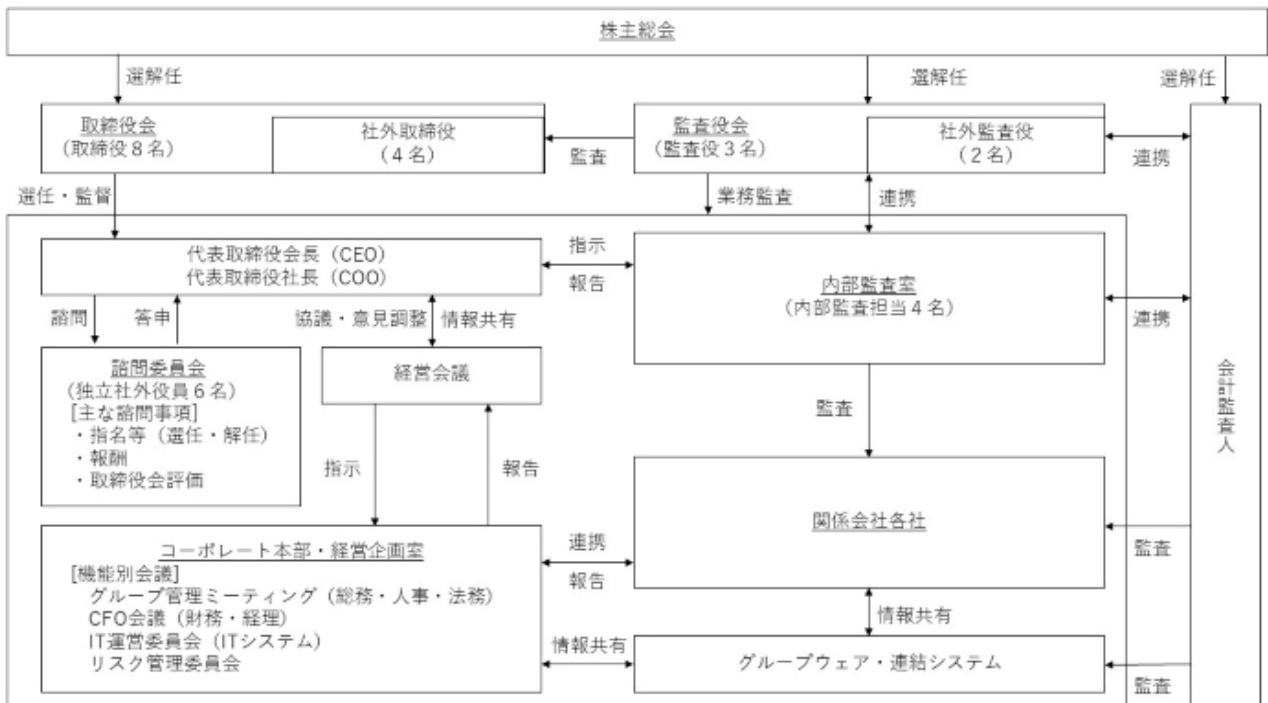 株主総会
選解任
選解任
選解任
取締役会
(取締役8名)
社外取締役
(4名)
監査
監査役会
(監査役3名)
社外監査役
(2名)
連携
選任・監督
業務監査
連携
代表取締役会長（CEO）
代表取締役社長（COO）
指示
報告
内部監査室
(内部監査担当4名)
連携
諮問
答申
協議・意見調整
情報共有
諮問委員会
(独立社外役員6名)
[主な諮問事項]
・指名等（選任・解任）
・報酬
・取締役会評価
経営会議
監査
会計監査人
指示
報告
関係会社各社
コーポレート本部・経営企画室
[機能別会議]
グループ管理ミーティング（総務・人事・法務）
CFO会議（財務・経理）
IT運営委員会（ITシステム）
リスク管理委員会
連携
報告
監査
情報共有
情報共有
グループウェア・連結システム
監査